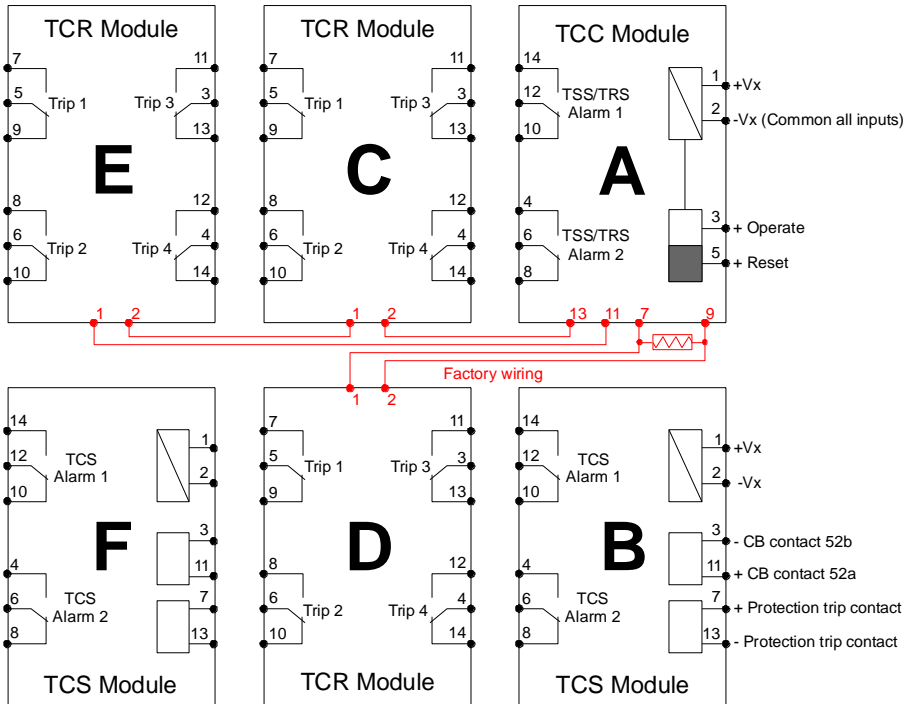 TCR Module
7
11
5
Trip 1
Trip 3
3
9
13
E
8
12
6
Trip 2
Trip 4
4
10
14
1
2
TCR Module
7
11
5
Trip 1
Trip 3
3
9
13
C
8
12
6
Trip 2
Trip 4
4
10
14
1
2
TCC Module
14
12
TSS/TRS
Alarm 1
10
1
+Vx
2
-Vx (Common all inputs)
A
4
6
TSS/TRS
Alarm 2
8
3
+ Operate
5
+ Reset
13
11
7
9
Factory wiring
14
12
TCS
Alarm 1
10
1
2
F
3
11
4
6
TCS
Alarm 2
8
7
13
TCS Module
1
2
7
11
5
Trip 1
Trip 3
3
9
13
D
8
12
6
Trip 2
Trip 4
4
10
14
TCR Module
14
12
TCS
Alarm 1
10
1
+Vx
2
-Vx
B
3
- CB contact 52b
11
+ CB contact 52a
4
6
TCS
Alarm 2
8
7
+ Protection trip contact
13
- Protection trip contact
TCS Module